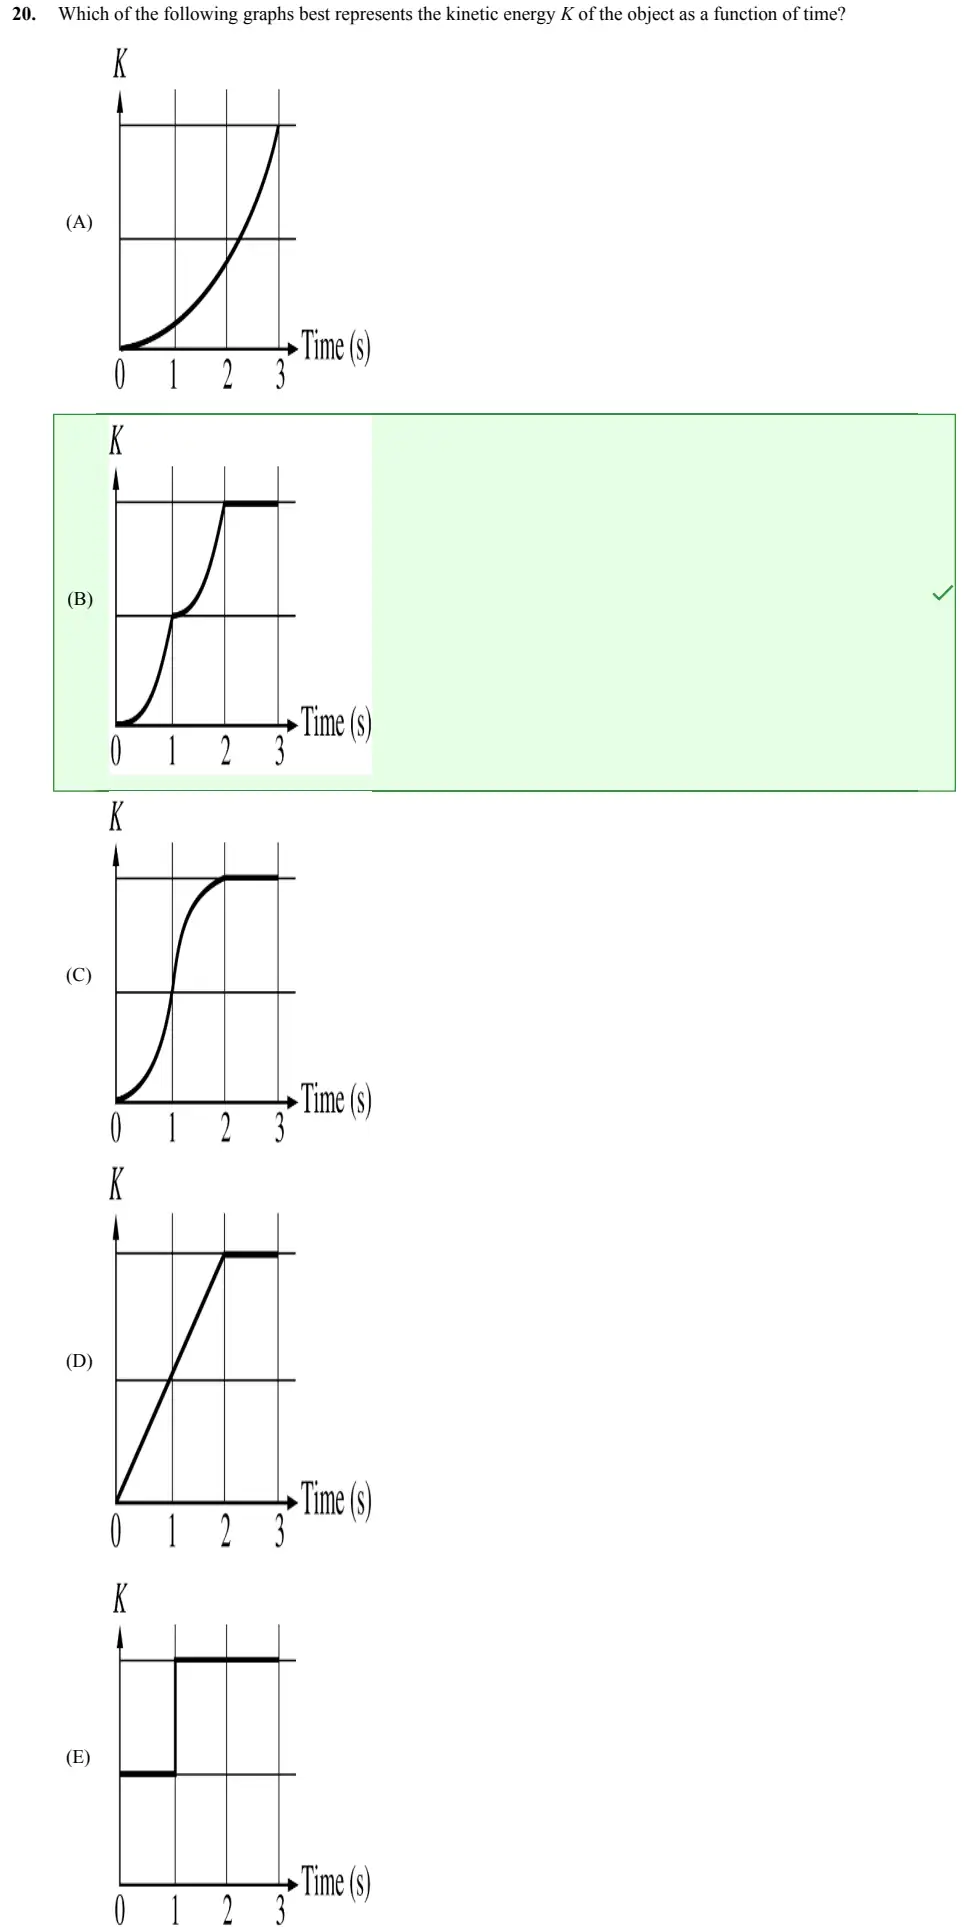 20. Which of the following graphs best represents the kinetic energy K of the object as a function of time?
K
(A)
Time (s)
0 1 2 3
K
(B)
Time (s)
0 1 2 3
K
(C)
Time (s)
0 1 2 3
K
(D)
Time (s)
0 1 2 3
K
(E)
Time (s)
0 1 2 3